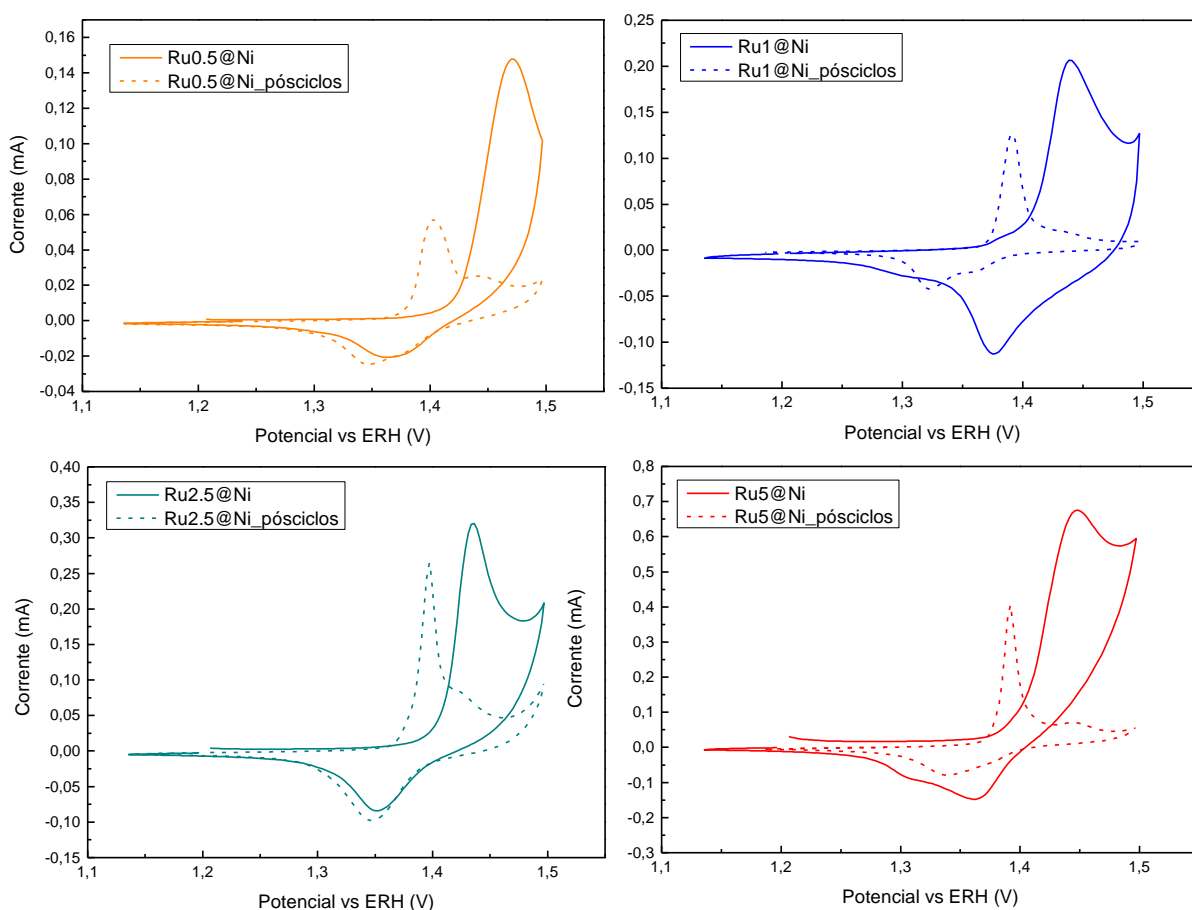 0,16
0,14
0,12
0,10
0,08
0,06
0,04
0,02
0,00
-0,02
-0,04
Corrente (mA)
Ru0.5@Ni
Ru0.5@Ni_pósciclos
1,1 1,2 1,3 1,4 1,5
Potencial vs ERH (V)
0,25
0,20
0,15
0,10
0,05
0,00
-0,05
-0,10
-0,15
Ru1@Ni
Ru1@Ni_pósciclos
1,1 1,2 1,3 1,4 1,5
Potencial vs ERH (V)
0,40
0,35
0,30
0,25
0,20
0,15
0,10
0,05
0,00
-0,05
-0,10
-0,15
Corrente (mA)
Ru2.5@Ni
Ru2.5@Ni_pósciclos
1,1 1,2 1,3 1,4 1,5
Potencial vs ERH (V)
0,8
0,7
0,6
0,5
0,4
0,3
0,2
0,1
0,0
-0,1
-0,2
-0,3
Corrente (mA)
Ru5@Ni
Ru5@Ni_pósciclos
1,1 1,2 1,3 1,4 1,5
Potencial vs ERH (V)